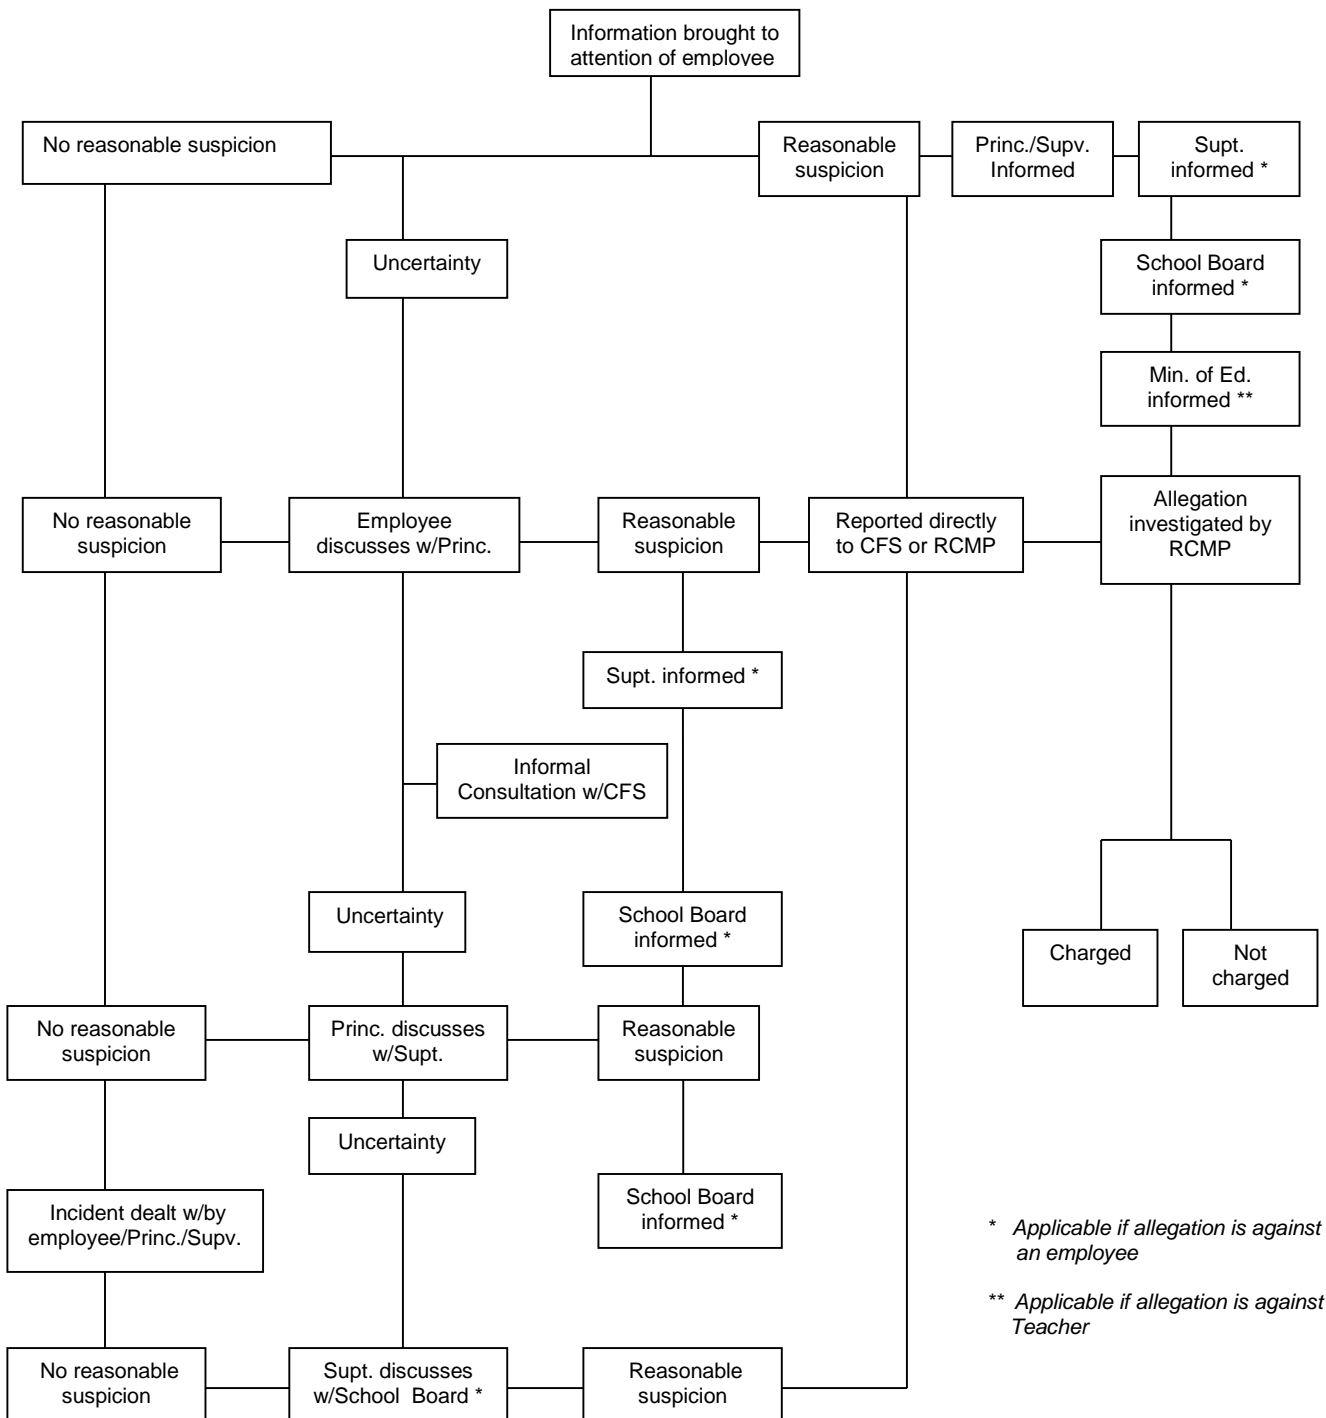 Information brought to
attention of employee
No reasonable suspicion
Reasonable
suspicion
Princ./Supv.
Informed
Supt.
informed *
Uncertainty
School Board
informed *
Min. of Ed.
informed **
No reasonable
suspicion
Employee
discusses w/Princ.
Reasonable
suspicion
Reported directly
to CFS or RCMP
Allegation
investigated by
RCMP
Supt. informed *
Informal
Consultation w/CFS
Uncertainty
School Board
informed *
Charged
Not
charged
No reasonable
suspicion
Princ. discusses
w/Supt.
Reasonable
suspicion
Uncertainty
Incident dealt w/by
employee/Princ./Supv.
School Board
informed *
* Applicable if allegation is against
an employee
** Applicable if allegation is against
Teacher
No reasonable
suspicion
Supt. discusses
w/School Board *
Reasonable
suspicion